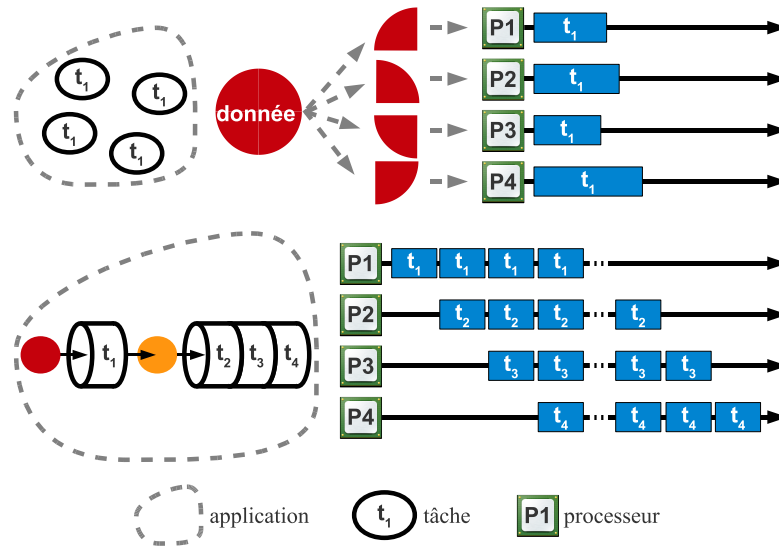 t₁
t₁
t₁
t₁
donnée
P1 t₁
P2 t₁
P3 t₁
P4 t₁
t₁ t₂ t₃ t₄
P1 t₁ t₁ t₁ t₁
P2 t₂ t₂ t₂ t₂
P3 t₃ t₃ t₃ t₃
P4 t₄ t₄ t₄ t₄
application t₁ tâche P1 processeur